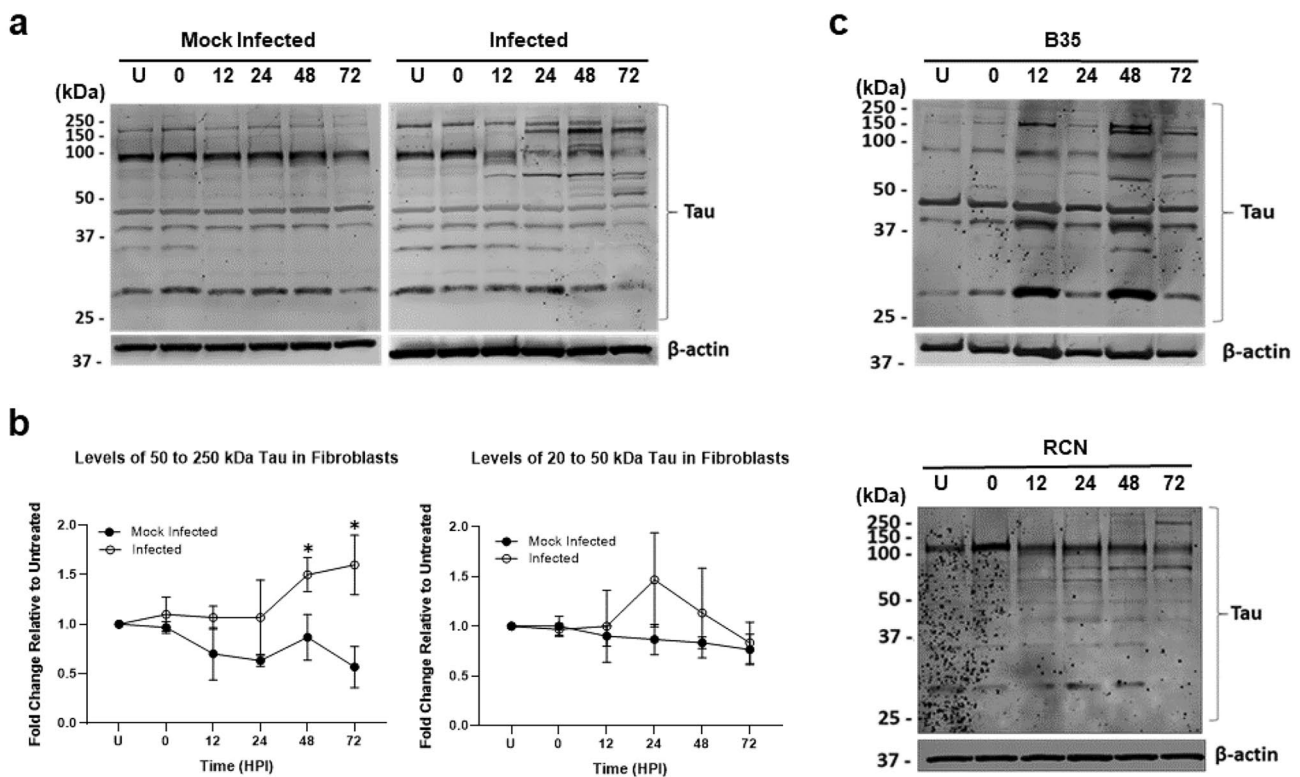 a
Mock Infected
Infected
U 0 12 24 48 72
U 0 12 24 48 72
(kDa)
250 -
150 -
100 -
50 -
37 -
25 -
Tau
37 -
β-actin
b
Levels of 50 to 250 kDa Tau in Fibroblasts
Fold Change Relative to Untreated
2.0
1.5
1.0
0.5
0.0
Mock Infected
Infected
*
*
U 0 12 24 48 72
Time (HPI)
Levels of 20 to 50 kDa Tau in Fibroblasts
Fold Change Relative to Untreated
2.0
1.5
1.0
0.5
0.0
Mock Infected
Infected
U 0 12 24 48 72
Time (HPI)
c
B35
U 0 12 24 48 72
(kDa)
250 -
150 -
100 -
50 -
37 -
25 -
Tau
37 -
β-actin
RCN
U 0 12 24 48 72
(kDa)
250 -
150 -
100 -
50 -
37 -
25 -
Tau
37 -
β-actin